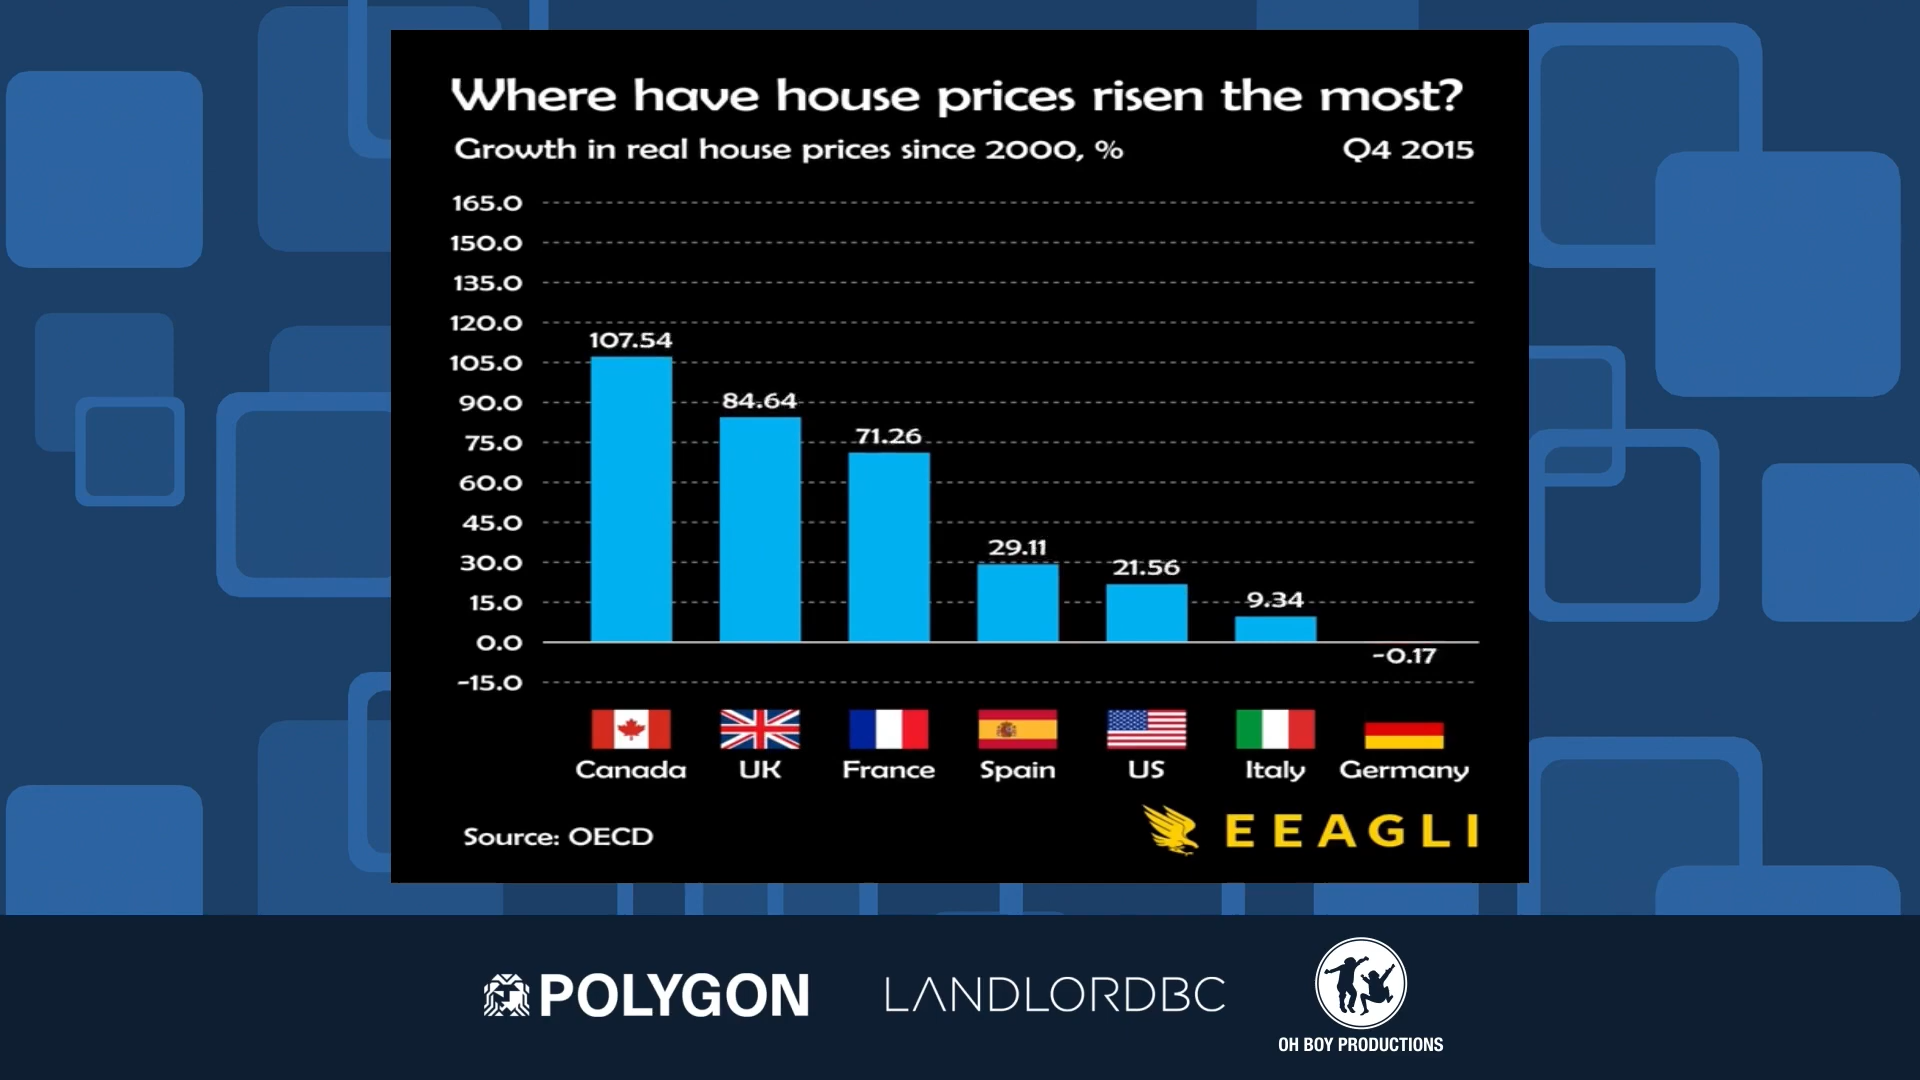 Where have house prices risen the most?
Growth in real house prices since 2000, % Q4 2015
165.0
150.0
135.0
120.0
107.54
105.0
90.0
84.64
75.0
71.26
60.0
45.0
29.11
30.0
21.56
15.0
9.34
0.0
-0.17
-15.0
Canada UK France Spain US Italy Germany
Source: OECD
EEAGLI
POLYGON
LANDLORDBC
OH BOY PRODUCTIONS